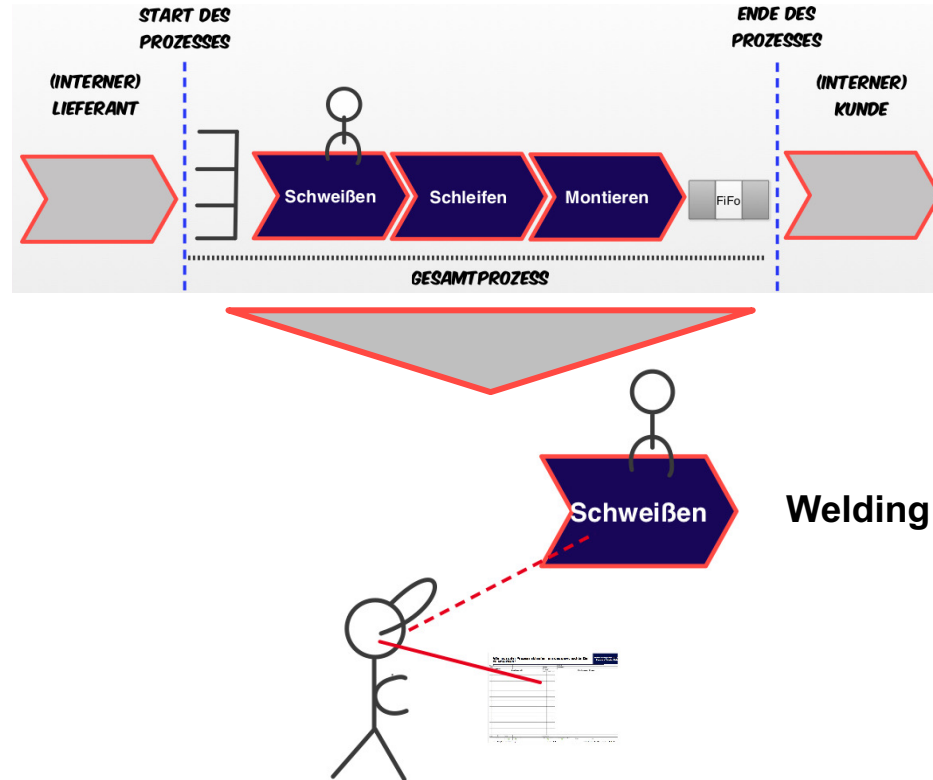 START DES
PROZESSES
ENDE DES
PROZESSES
(INTERNER)
LIEFERANT
(INTERNER)
KUNDE
Schweißen
Schleifen
Montieren
FiFo
GESAMTPROZESS
Schweißen
Welding